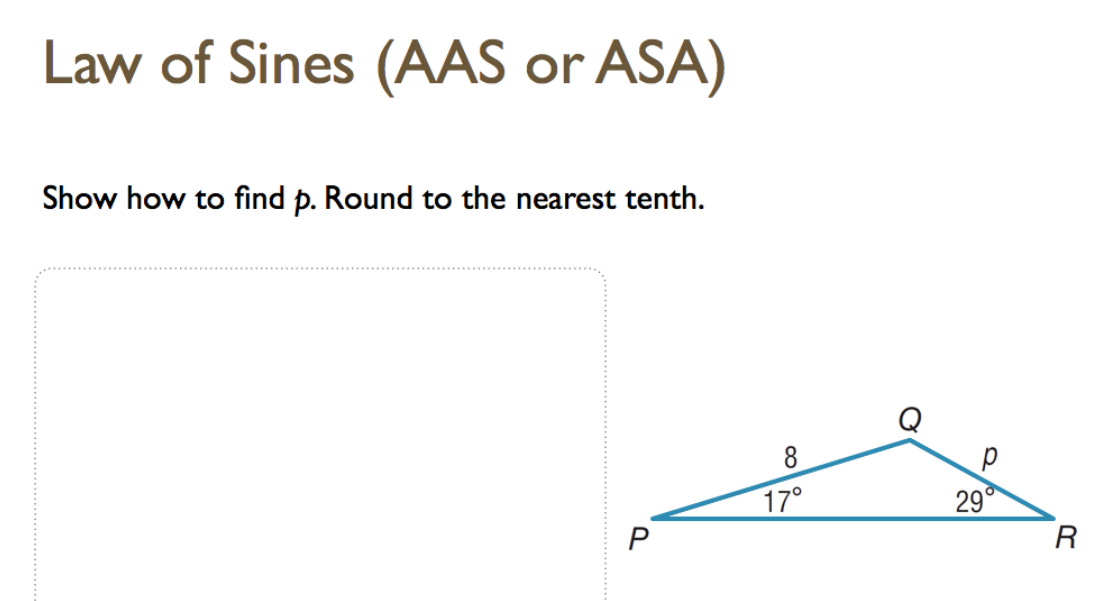 Law of Sines (AAS or ASA)
Show how to find p. Round to the nearest tenth.
Q
8
p
17°
29°
P
R